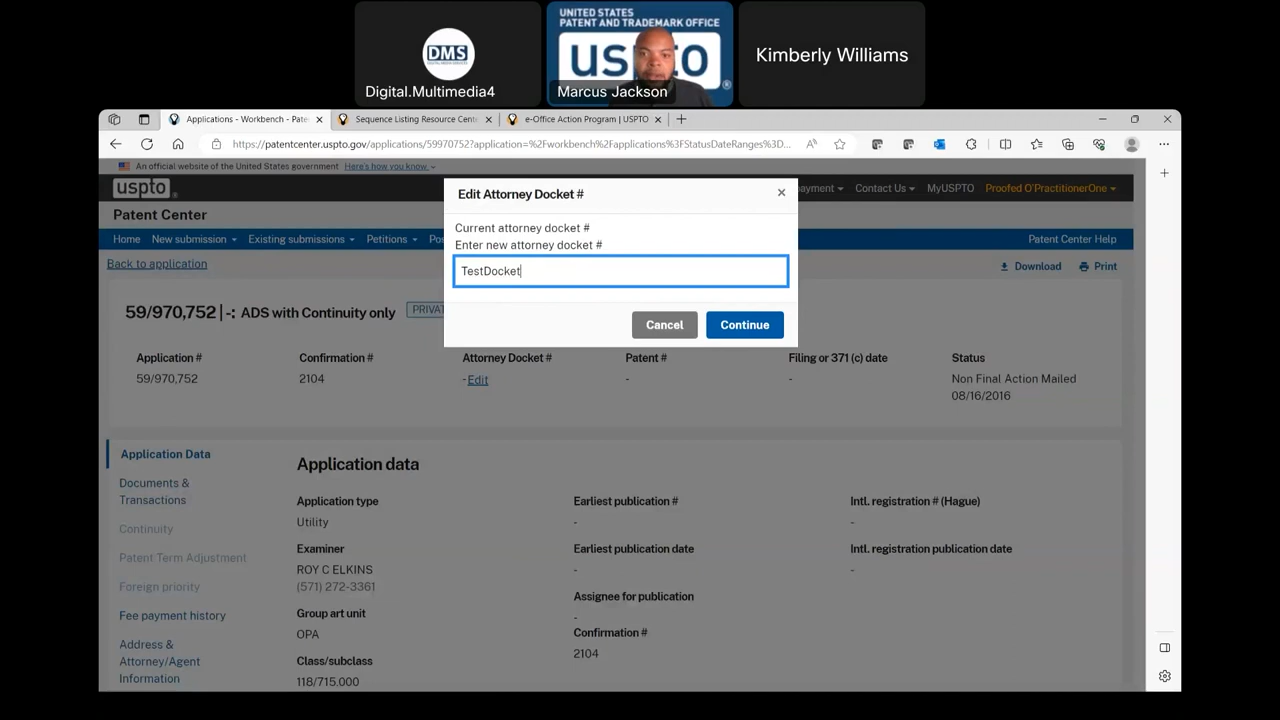 DMS
DIGITAL MEDIA SERVICES
Digital.Multimedia4
UNITED STATES
PATENT AND TRADEMARK OFFICE
uspto
®
Marcus Jackson
Kimberly Williams
Applications - Workbench - Pate
Sequence Listing Resource Cent
e-Office Action Program | USPTO
https://patentcenter.uspto.gov/applications/59970752?application=%2Fworkbench%2Fapplications%3FStatusDateRanges%3D...
An official website of the United States government Here's how you know
uspto
payment Contact Us MyUSPTO Proofed O'PractitionerOne
Patent Center
Home New submission Existing submissions Petitions Pos Patent Center Help
Back to application
Download Print
Edit Attorney Docket #
Current attorney docket #
Enter new attorney docket #
TestDocket
Cancel Continue
59/970,752 | -: ADS with Continuity only PRIVAT
Application # Confirmation # Attorney Docket # Patent # Filing or 371 (c) date Status
59/970,752 2104 - Edit - - Non Final Action Mailed
08/16/2016
Application Data
Documents &
Transactions
Continuity
Patent Term Adjustment
Foreign priority
Fee payment history
Address &
Attorney/Agent
Information
Application data
Application type
Utility
Examiner
ROY C ELKINS
(571) 272-3361
Group art unit
OPA
Class/subclass
118/715.000
Earliest publication #
-
Earliest publication date
-
Assignee for publication
-
Confirmation #
2104
Intl. registration # (Hague)
-
Intl. registration publication date
-